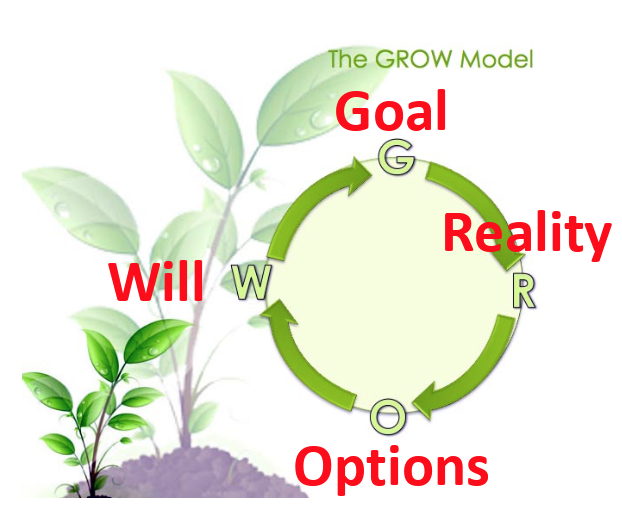 The GROW Model
Goal
G
Reality
R
Will
W
O
Options